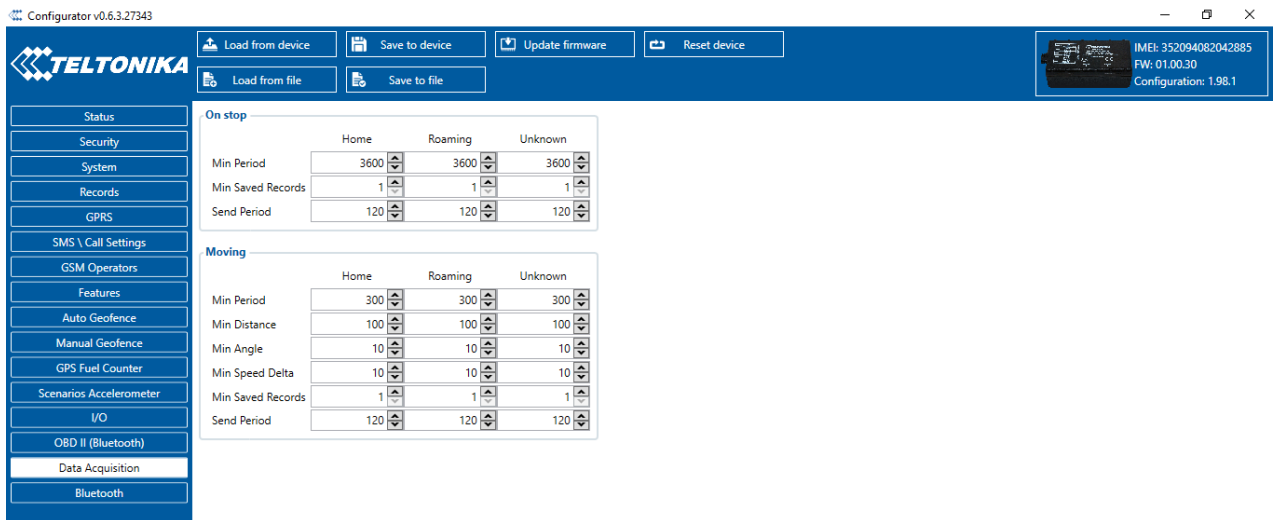 Configurator v0.6.3.27343
TELTONIKA
Load from device
Save to device
Update firmware
Reset device
Load from file
Save to file
IMEI: 352094082042885
FW: 01.00.30
Configuration: 1.98.1
Status
Security
System
Records
GPRS
SMS \ Call Settings
GSM Operators
Features
Auto Geofence
Manual Geofence
GPS Fuel Counter
Scenarios Accelerometer
I/O
OBD II (Bluetooth)
Data Acquisition
Bluetooth
On stop
Home Roaming Unknown
Min Period 3600 3600 3600
Min Saved Records 1 1 1
Send Period 120 120 120
Moving
Home Roaming Unknown
Min Period 300 300 300
Min Distance 100 100 100
Min Angle 10 10 10
Min Speed Delta 10 10 10
Min Saved Records 1 1 1
Send Period 120 120 120